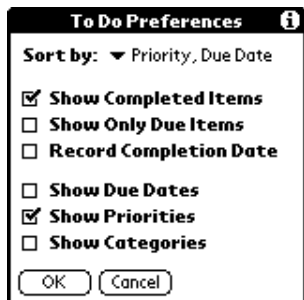 To Do Preferences
Sort by: Priority, Due Date
Show Completed Items
Show Only Due Items
Record Completion Date
Show Due Dates
Show Priorities
Show Categories
OK Cancel